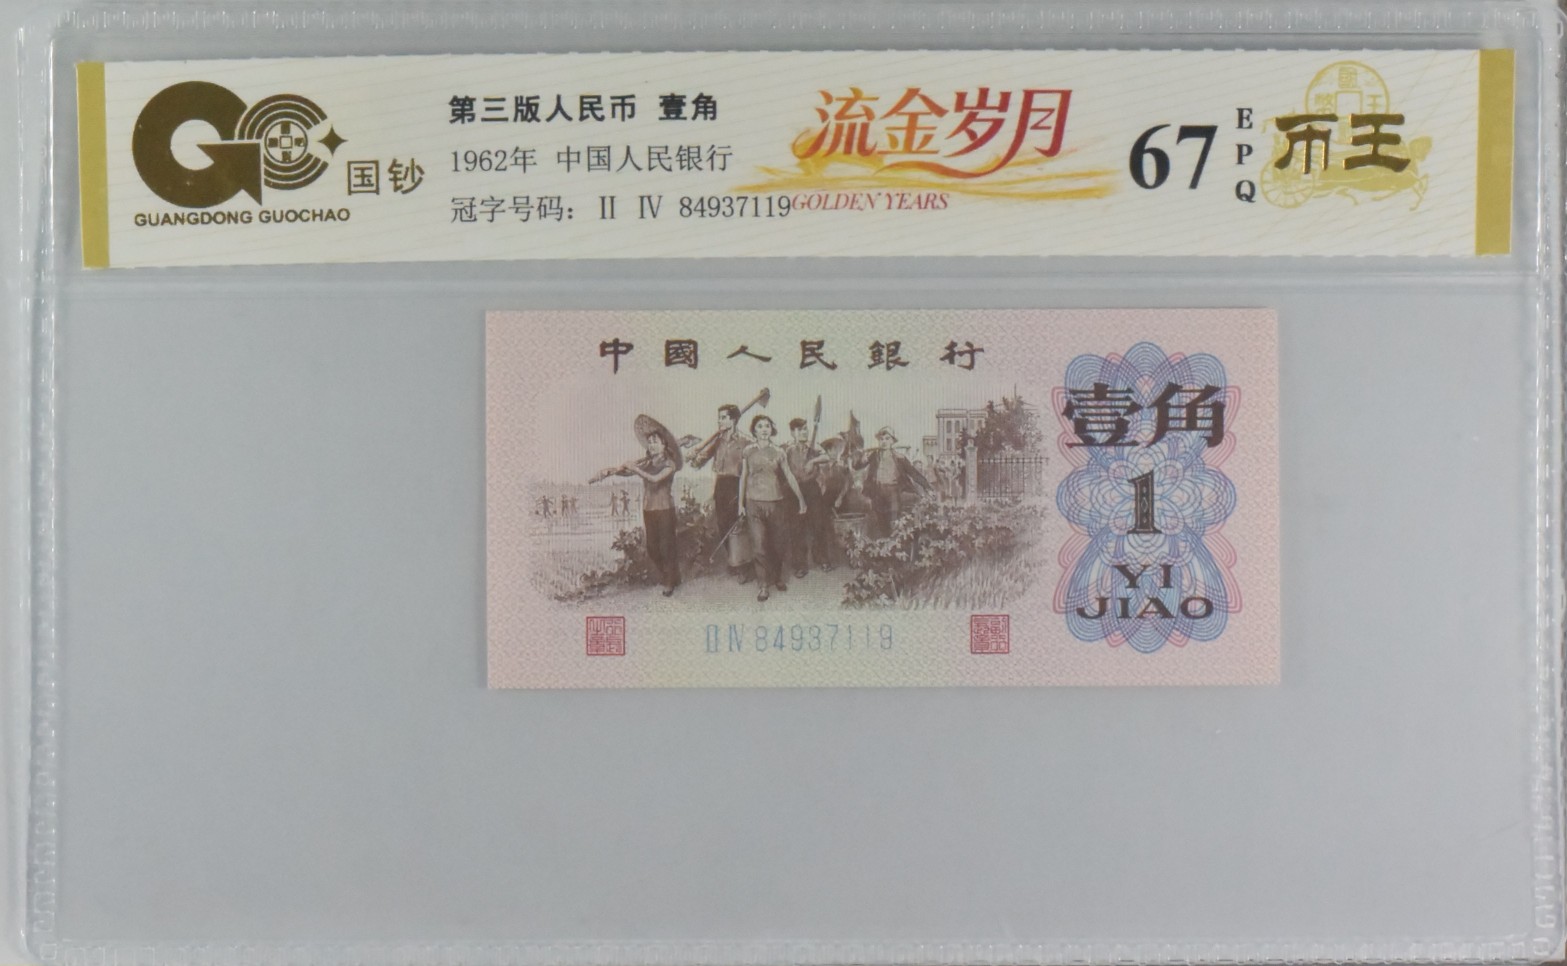 国钞
GUANGDONG GUOCHAO
第三版人民币 壹角
1962年 中国人民银行
冠字号码: II IV 84937119
流金岁月
GOLDEN YEARS
67
EPQ
币王
中國人民銀行
壹角
1
YI
JIAO
II IV 84937119